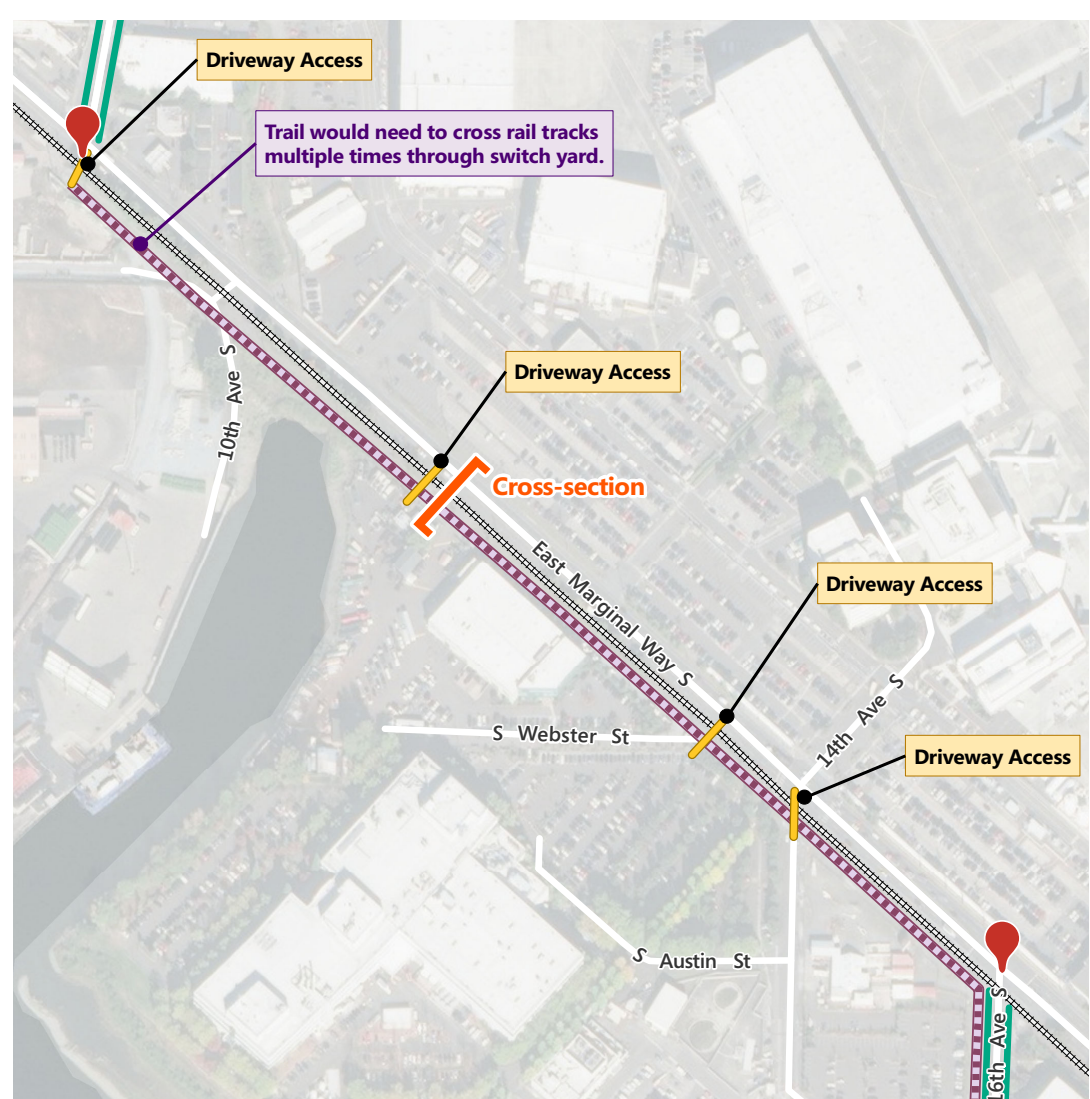 Driveway Access
Trail would need to cross rail tracks
multiple times through switch yard.
10th Ave S
Driveway Access
Cross-section
East Marginal Way S
Driveway Access
S Webster St
14th Ave S
Driveway Access
S Austin St
16th Ave S